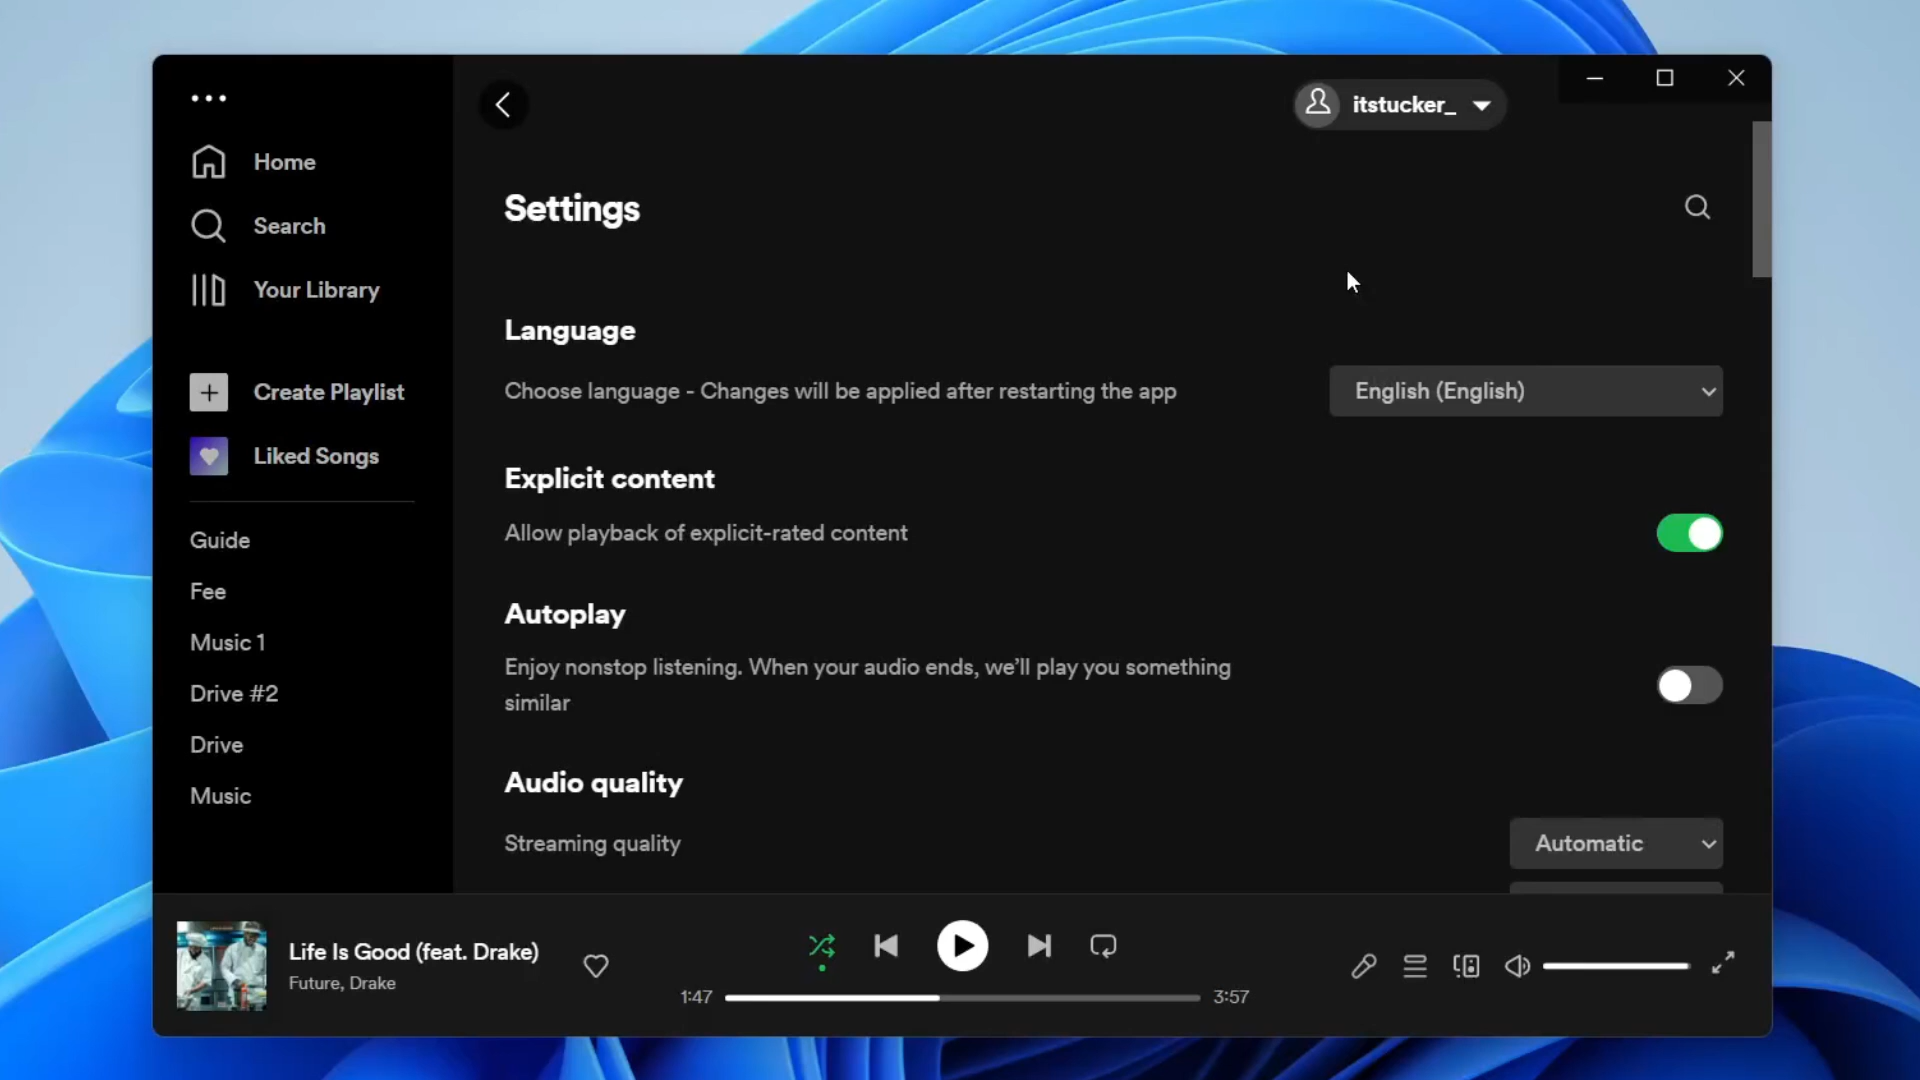 itstucker_
Home
Search
Your Library
Create Playlist
Liked Songs
Guide
Fee
Music 1
Drive #2
Drive
Music
Settings
Language
Choose language - Changes will be applied after restarting the app
English (English)
Explicit content
Allow playback of explicit-rated content
Autoplay
Enjoy nonstop listening. When your audio ends, we’ll play you something
similar
Audio quality
Streaming quality
Automatic
Life Is Good (feat. Drake)
Future, Drake
1:47
3:57